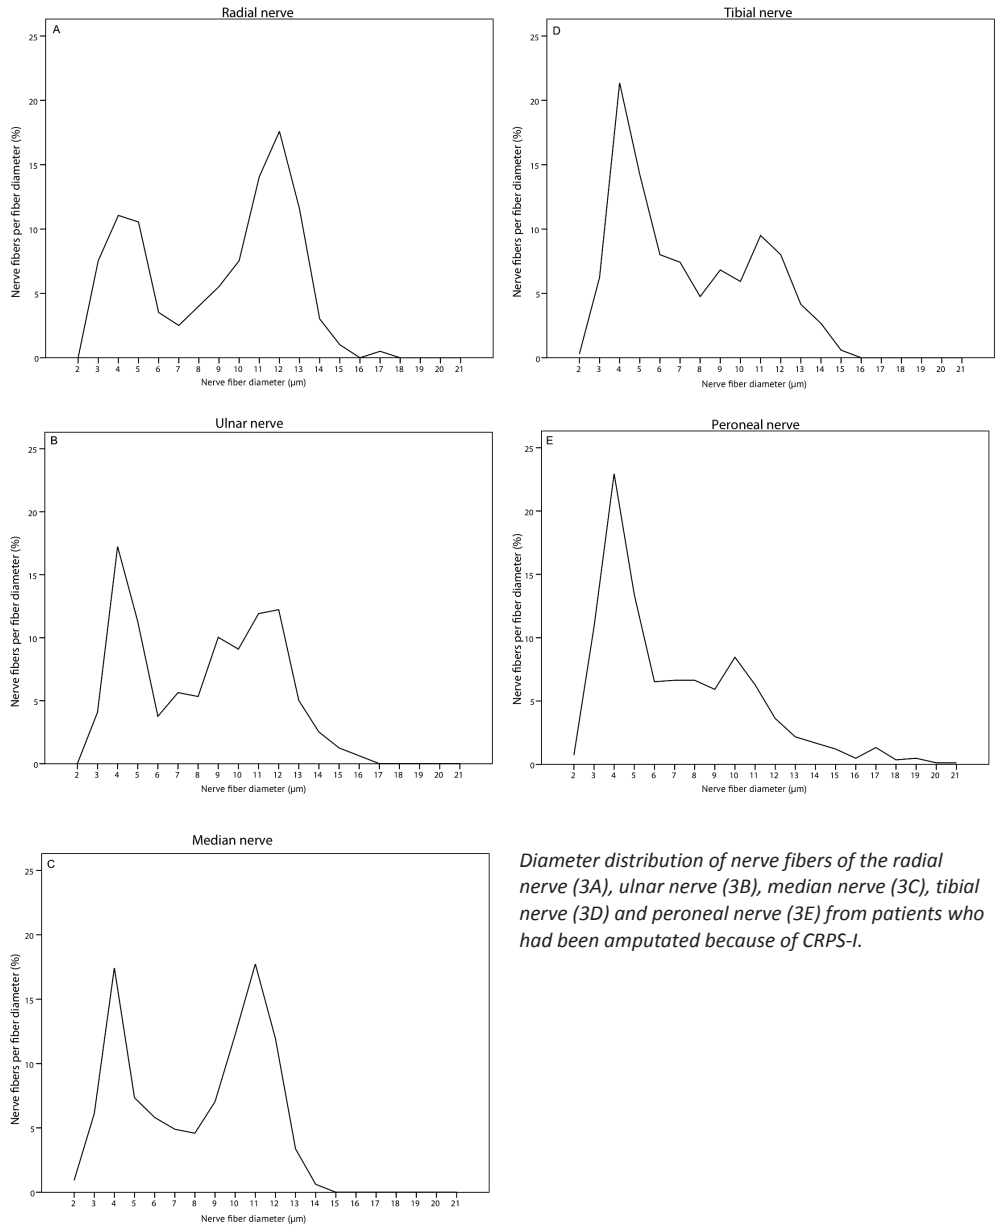 Radial nerve
A
25
20
15
10
5
0
Nerve fibers per fiber diameter (%)
2 3 4 5 6 7 8 9 10 11 12 13 14 15 16 17 18 19 20 21
Nerve fiber diameter (µm)
Ulnar nerve
B
25
20
15
10
5
0
Nerve fibers per fiber diameter (%)
2 3 4 5 6 7 8 9 10 11 12 13 14 15 16 17 18 19 20 21
Nerve fiber diameter (µm)
Median nerve
C
25
20
15
10
5
0
Nerve fibers per fiber diameter (%)
2 3 4 5 6 7 8 9 10 11 12 13 14 15 16 17 18 19 20 21
Nerve fiber diameter (µm)
Tibial nerve
D
25
20
15
10
5
0
Nerve fibers per fiber diameter (%)
2 3 4 5 6 7 8 9 10 11 12 13 14 15 16 17 18 19 20 21
Nerve fiber diameter (µm)
Peroneal nerve
E
25
20
15
10
5
0
Nerve fibers per fiber diameter (%)
2 3 4 5 6 7 8 9 10 11 12 13 14 15 16 17 18 19 20 21
Nerve fiber diameter (µm)
Diameter distribution of nerve fibers of the radial
nerve (3A), ulnar nerve (3B), median nerve (3C), tibial
nerve (3D) and peroneal nerve (3E) from patients who
had been amputated because of CRPS-I.